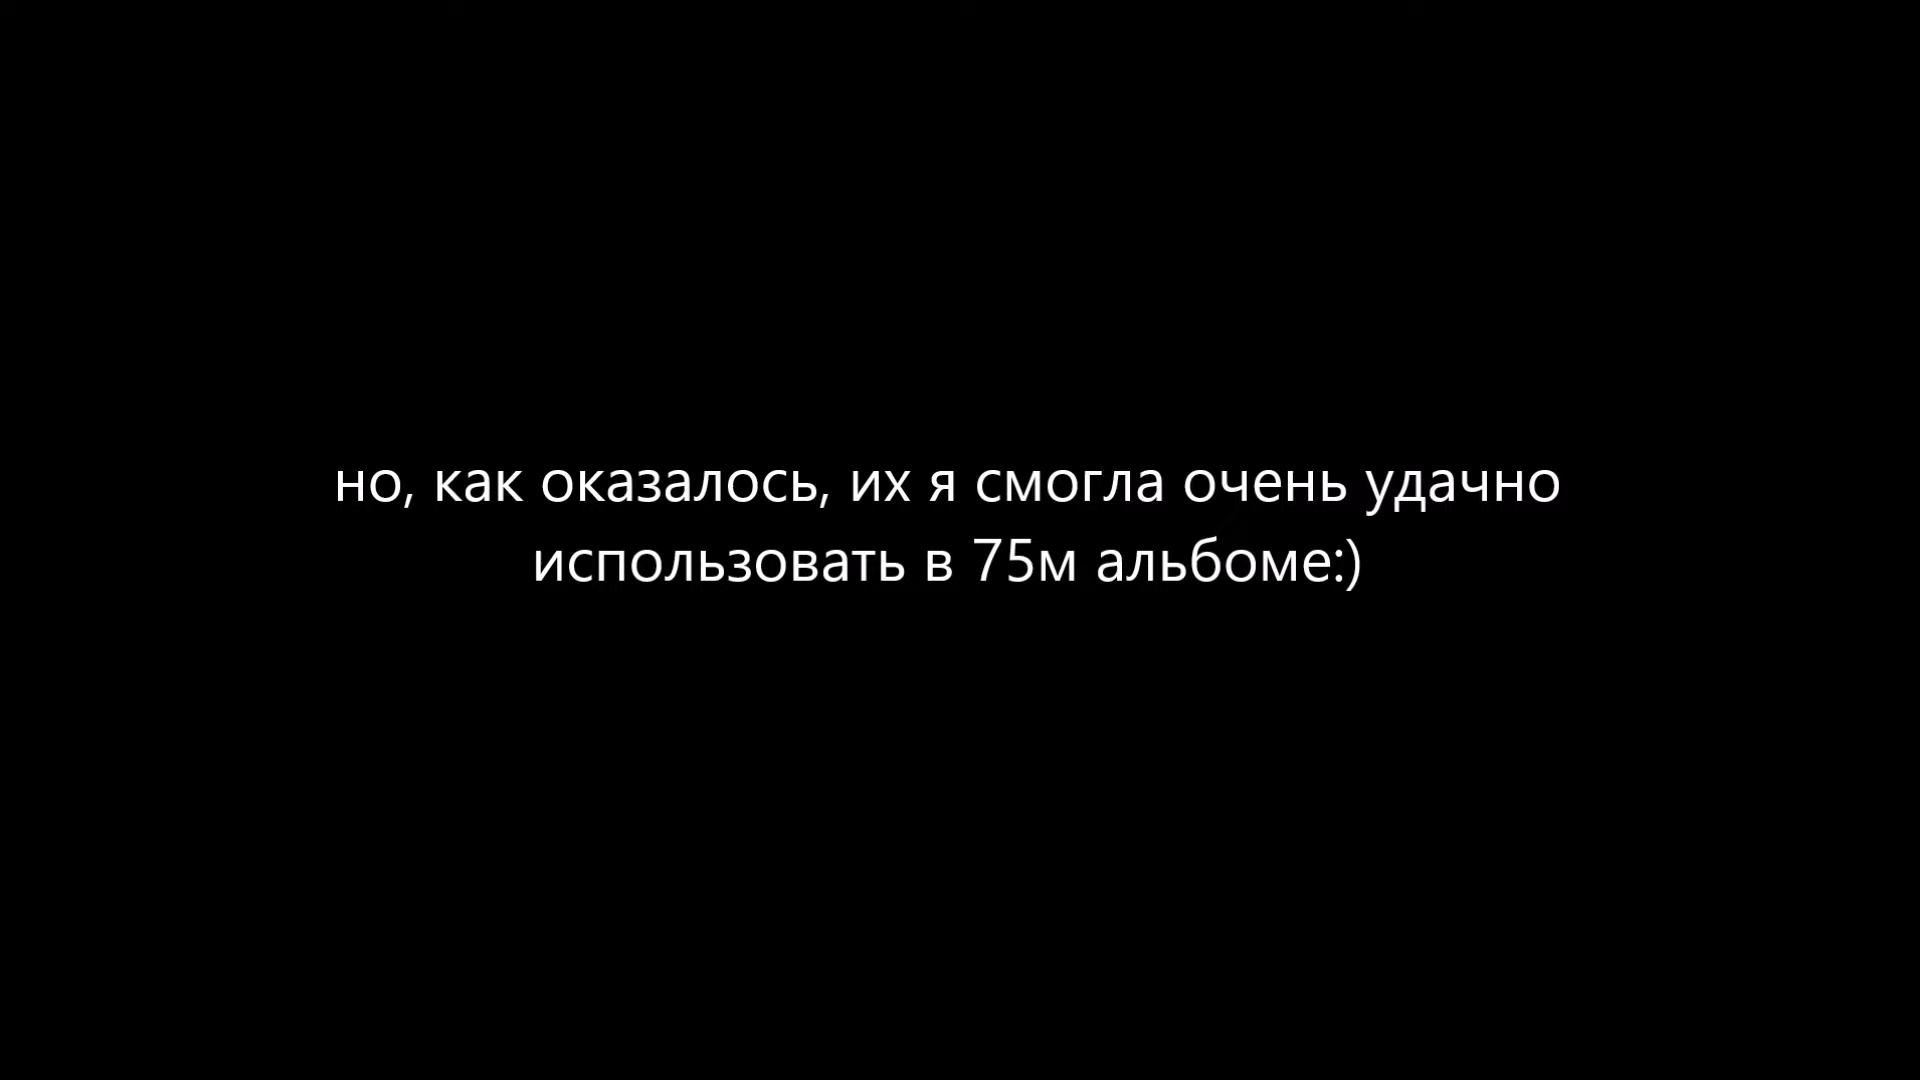 но, как оказалось, их я смогла очень удачно
использовать в 75м альбоме:)